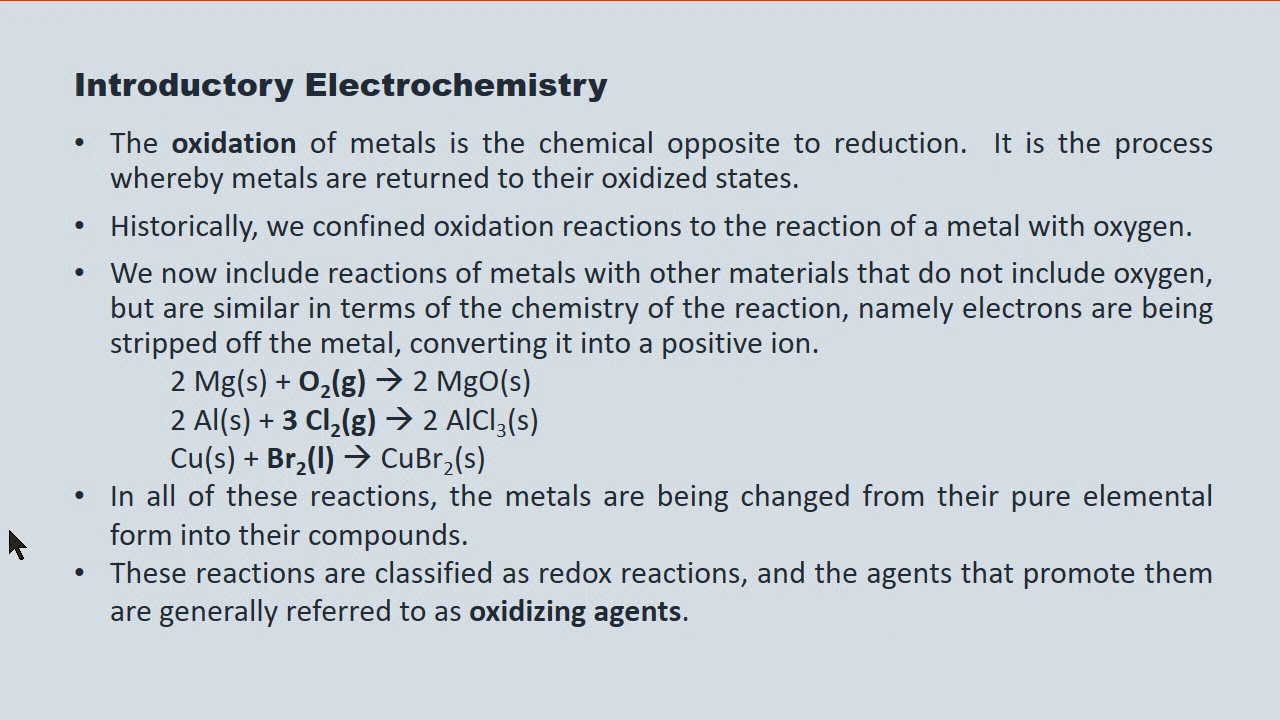 Introductory Electrochemistry
• The oxidation of metals is the chemical opposite to reduction. It is the process
whereby metals are returned to their oxidized states.
• Historically, we confined oxidation reactions to the reaction of a metal with oxygen.
• We now include reactions of metals with other materials that do not include oxygen,
but are similar in terms of the chemistry of the reaction, namely electrons are being
stripped off the metal, converting it into a positive ion.
2 Mg(s) + O₂(g) → 2 MgO(s)
2 Al(s) + 3 Cl₂(g) → 2 AlCl₃(s)
Cu(s) + Br₂(l) → CuBr₂(s)
• In all of these reactions, the metals are being changed from their pure elemental
form into their compounds.
• These reactions are classified as redox reactions, and the agents that promote them
are generally referred to as oxidizing agents.